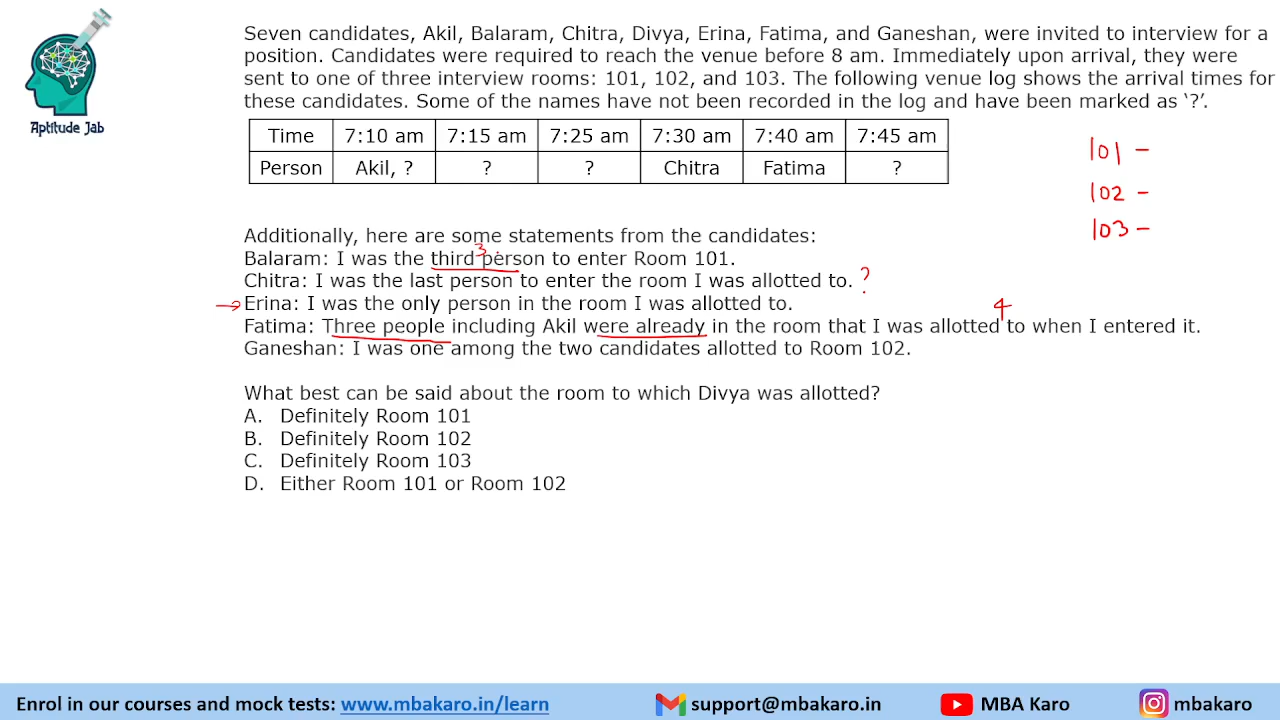 Seven candidates, Akil, Balaram, Chitra, Divya, Erina, Fatima, and Ganeshan, were invited to interview for a
position. Candidates were required to reach the venue before 8 am. Immediately upon arrival, they were
sent to one of three interview rooms: 101, 102, and 103. The following venue log shows the arrival times for
these candidates. Some of the names have not been recorded in the log and have been marked as ‘?’.
Aptitude Jab
Time 7:10 am 7:15 am 7:25 am 7:30 am 7:40 am 7:45 am
Person Akil, ? ? ? Chitra Fatima ?
101 -
102 -
103 -
Additionally, here are some statements from the candidates:
3
Balaram: I was the third person to enter Room 101.
Chitra: I was the last person to enter the room I was allotted to. ?
Erina: I was the only person in the room I was allotted to.
4
Fatima: Three people including Akil were already in the room that I was allotted to when I entered it.
Ganeshan: I was one among the two candidates allotted to Room 102.
What best can be said about the room to which Divya was allotted?
A. Definitely Room 101
B. Definitely Room 102
C. Definitely Room 103
D. Either Room 101 or Room 102
Enrol in our courses and mock tests: www.mbakaro.in/learn support@mbakaro.in MBA Karo mbakaro